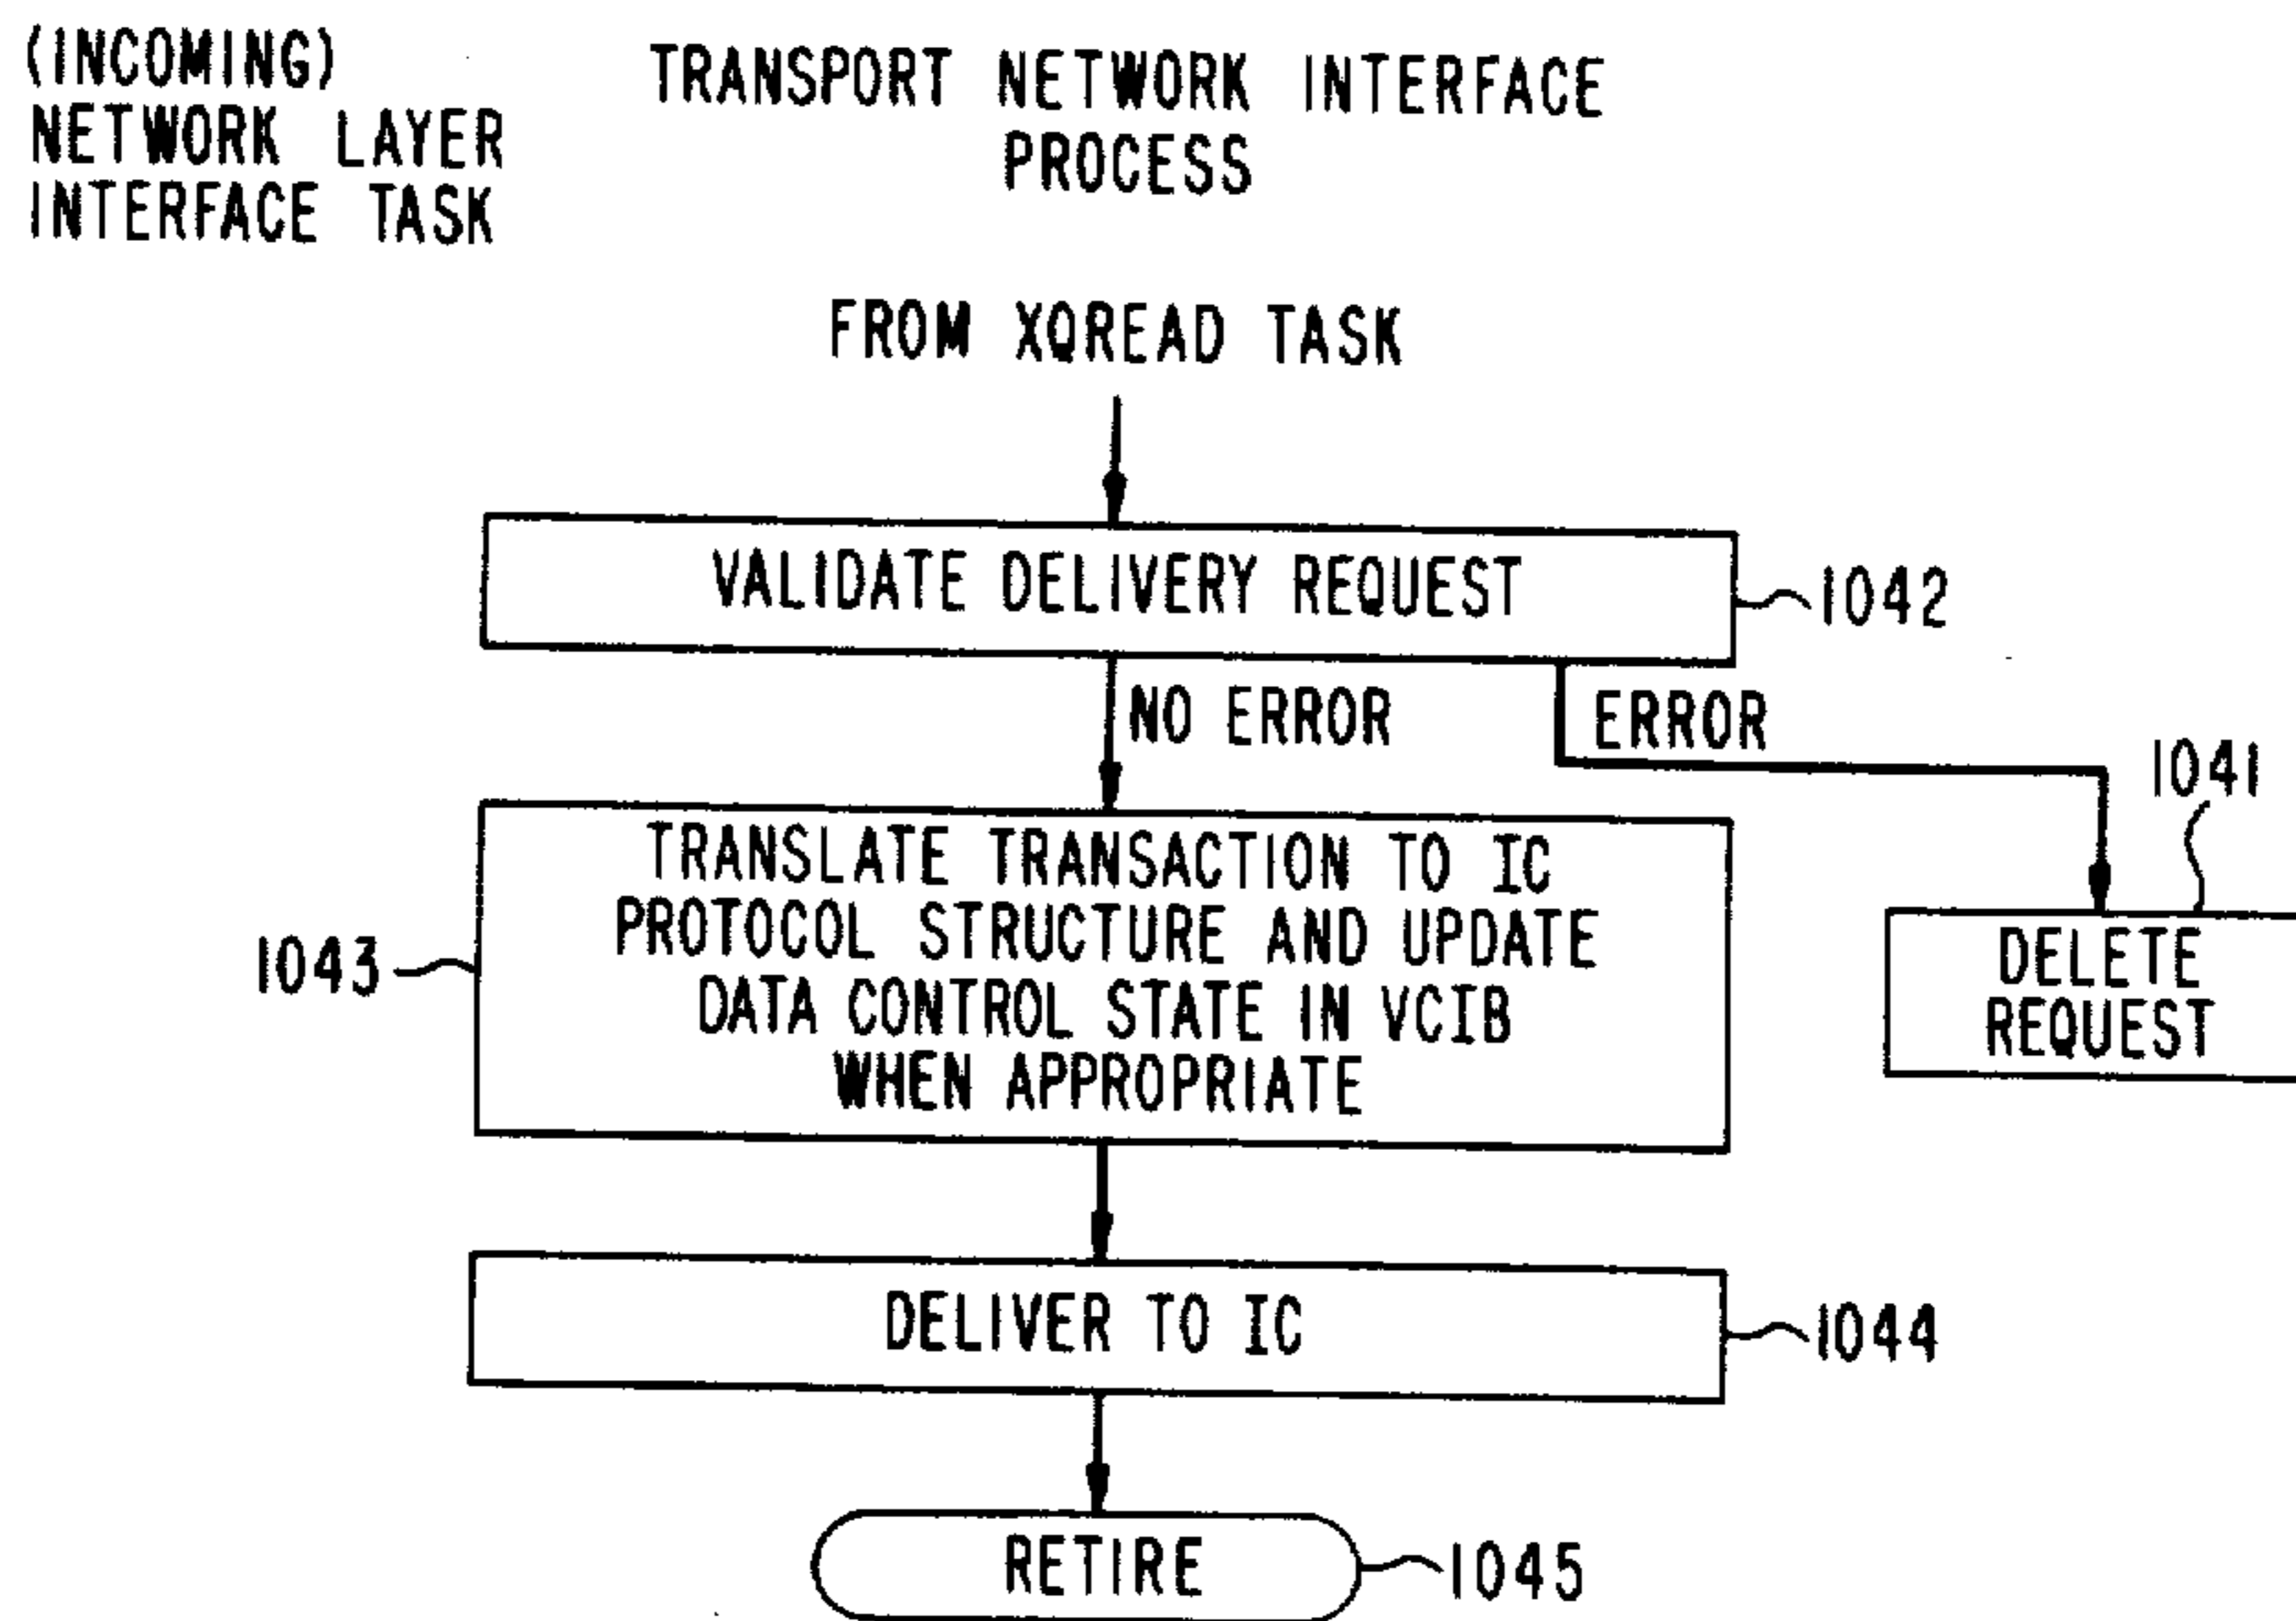 (INCOMING)
NETWORK LAYER
INTERFACE TASK
TRANSPORT NETWORK INTERFACE
PROCESS
FROM XQREAD TASK
VALIDATE DELIVERY REQUEST
1042
NO ERROR
ERROR
1041
TRANSLATE TRANSACTION TO IC
PROTOCOL STRUCTURE AND UPDATE
DATA CONTROL STATE IN VCIB
WHEN APPROPRIATE
1043
DELETE
REQUEST
DELIVER TO IC
1044
RETIRE
1045